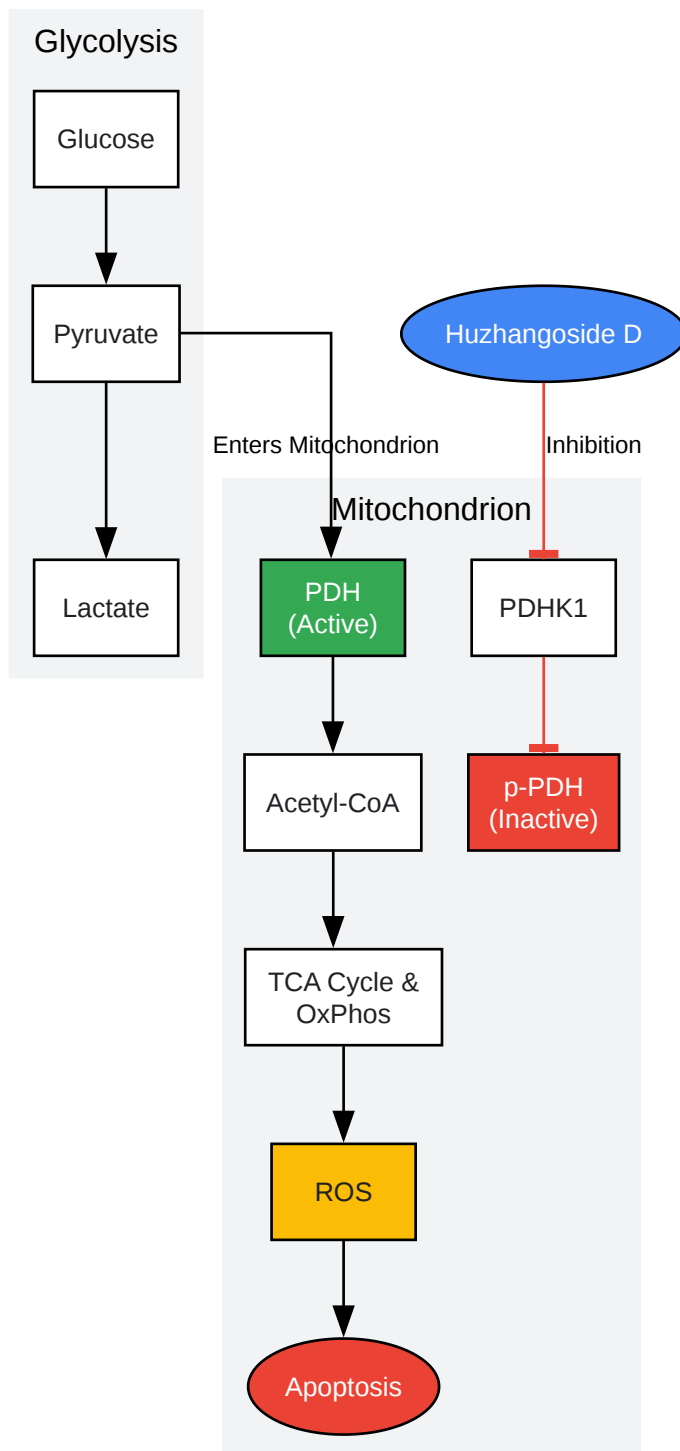 Glycolysis
Glucose
Pyruvate
Huzhangoside D
Enters Mitochondrion
Inhibition
Mitochondrion
Lactate
PDH
(Active)
PDHK1
Acetyl-CoA
p-PDH
(Inactive)
TCA Cycle &
OxPhos
ROS
Apoptosis